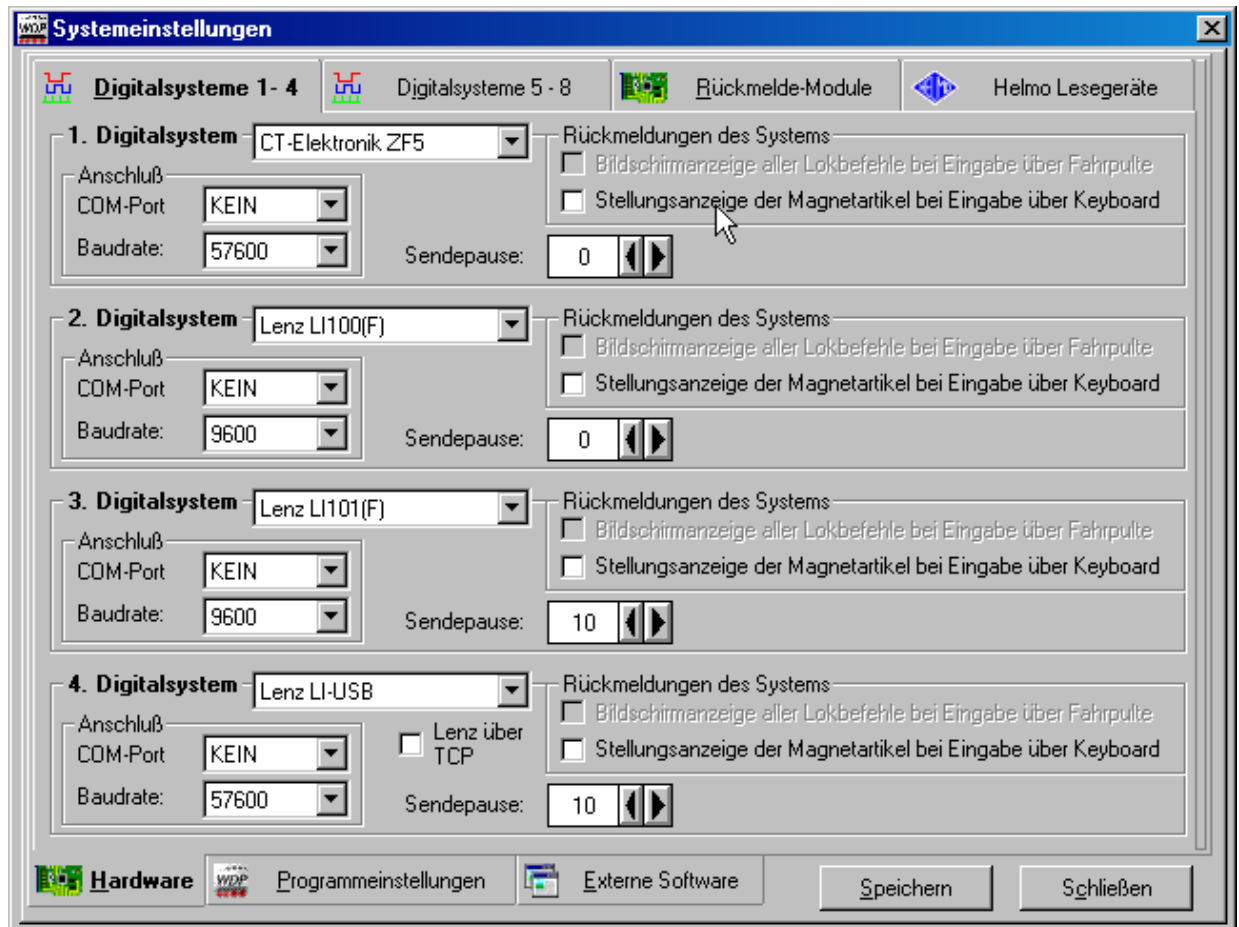 WDP Systemeinstellungen
Digitalsysteme 1- 4
Digitalsysteme 5 - 8
Rückmelde-Module
Helmo Lesegeräte
1. Digitalsystem
CT-Elektronik ZF5
Anschluß
COM-Port KEIN
Baudrate: 57600
Sendepause: 0
Rückmeldungen des Systems
Bildschirmanzeige aller Lokbefehle bei Eingabe über Fahrpulte
Stellungsanzeige der Magnetartikel bei Eingabe über Keyboard
2. Digitalsystem
Lenz LI100(F)
Anschluß
COM-Port KEIN
Baudrate: 9600
Sendepause: 0
Rückmeldungen des Systems
Bildschirmanzeige aller Lokbefehle bei Eingabe über Fahrpulte
Stellungsanzeige der Magnetartikel bei Eingabe über Keyboard
3. Digitalsystem
Lenz LI101(F)
Anschluß
COM-Port KEIN
Baudrate: 9600
Sendepause: 10
Rückmeldungen des Systems
Bildschirmanzeige aller Lokbefehle bei Eingabe über Fahrpulte
Stellungsanzeige der Magnetartikel bei Eingabe über Keyboard
4. Digitalsystem
Lenz LI-USB
Anschluß
COM-Port KEIN
Baudrate: 57600
Lenz über
TCP
Sendepause: 10
Rückmeldungen des Systems
Bildschirmanzeige aller Lokbefehle bei Eingabe über Fahrpulte
Stellungsanzeige der Magnetartikel bei Eingabe über Keyboard
Hardware
WDP Programmeinstellungen
Externe Software
Speichern
Schließen